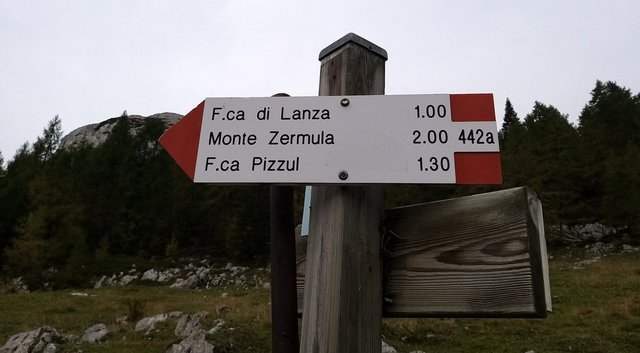 F.ca di Lanza 1.00
Monte Zermula 2.00 442a
F.ca Pizzul 1.30